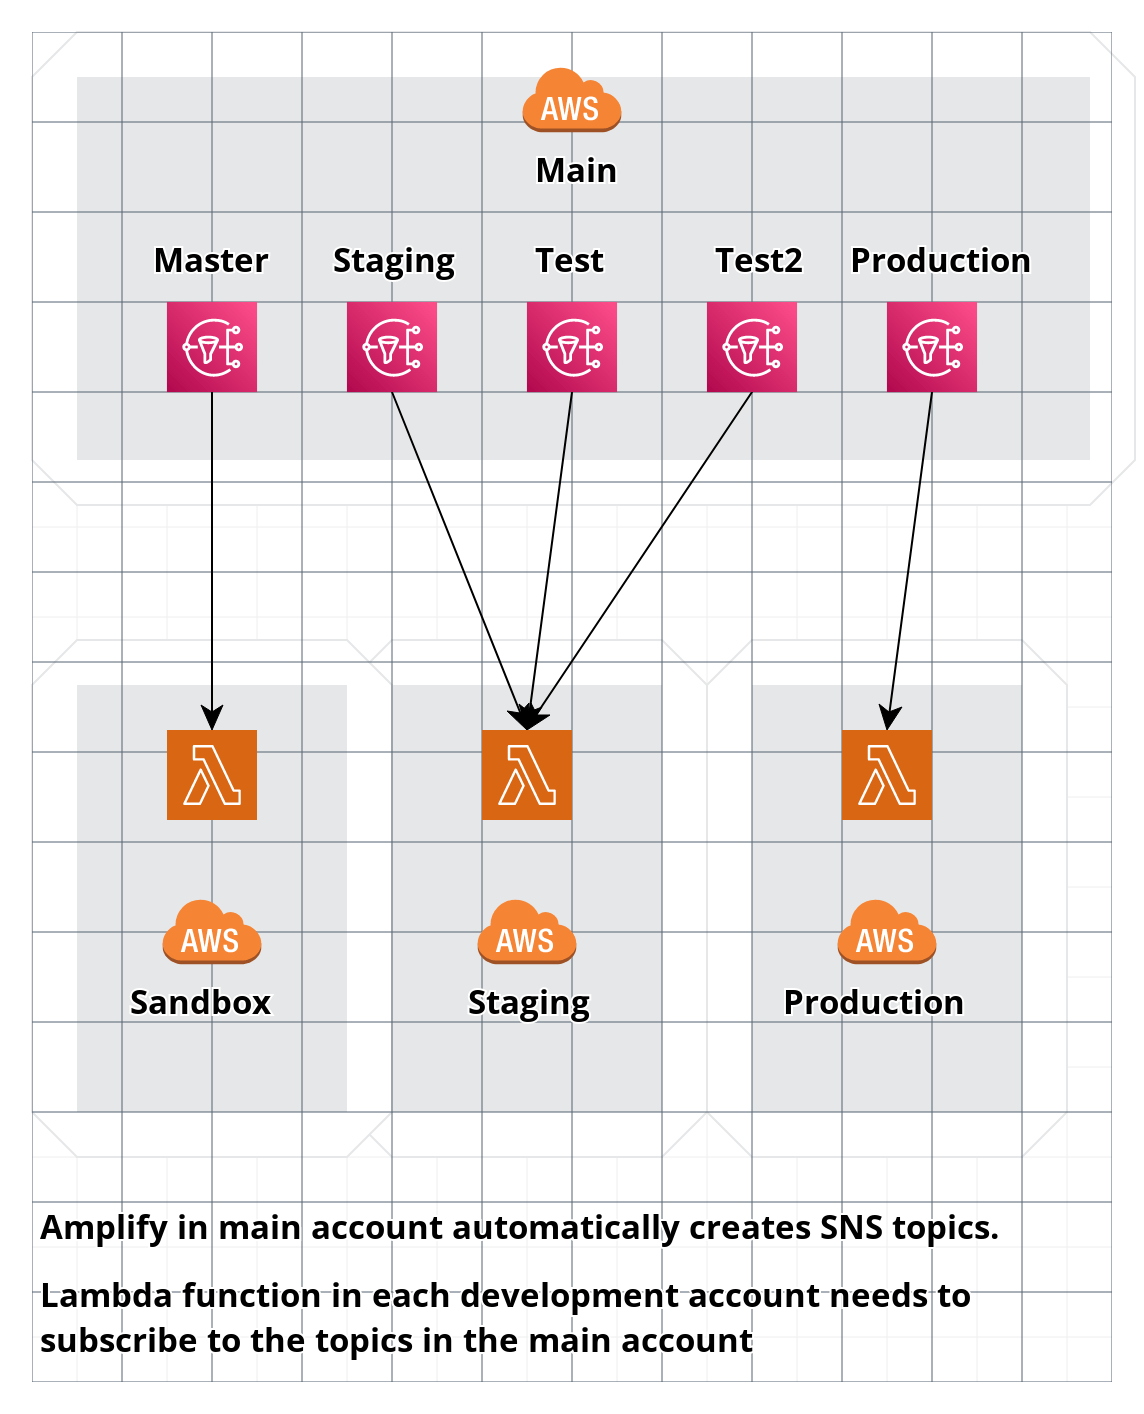 AWS
Main
Master Staging Test Test2 Production
AWS AWS AWS
Sandbox Staging Production
Amplify in main account automatically creates SNS topics.
Lambda function in each development account needs to
subscribe to the topics in the main account